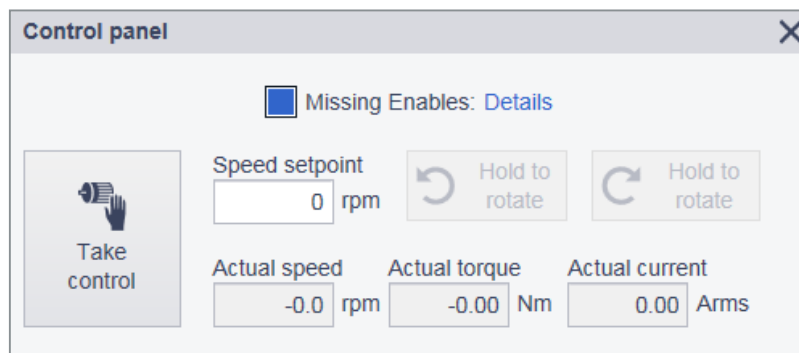 Control panel
Missing Enables: Details
Take
control
Speed setpoint
0 rpm
Hold to
rotate
Hold to
rotate
Actual speed
-0.0 rpm
Actual torque
-0.00 Nm
Actual current
0.00 Arms